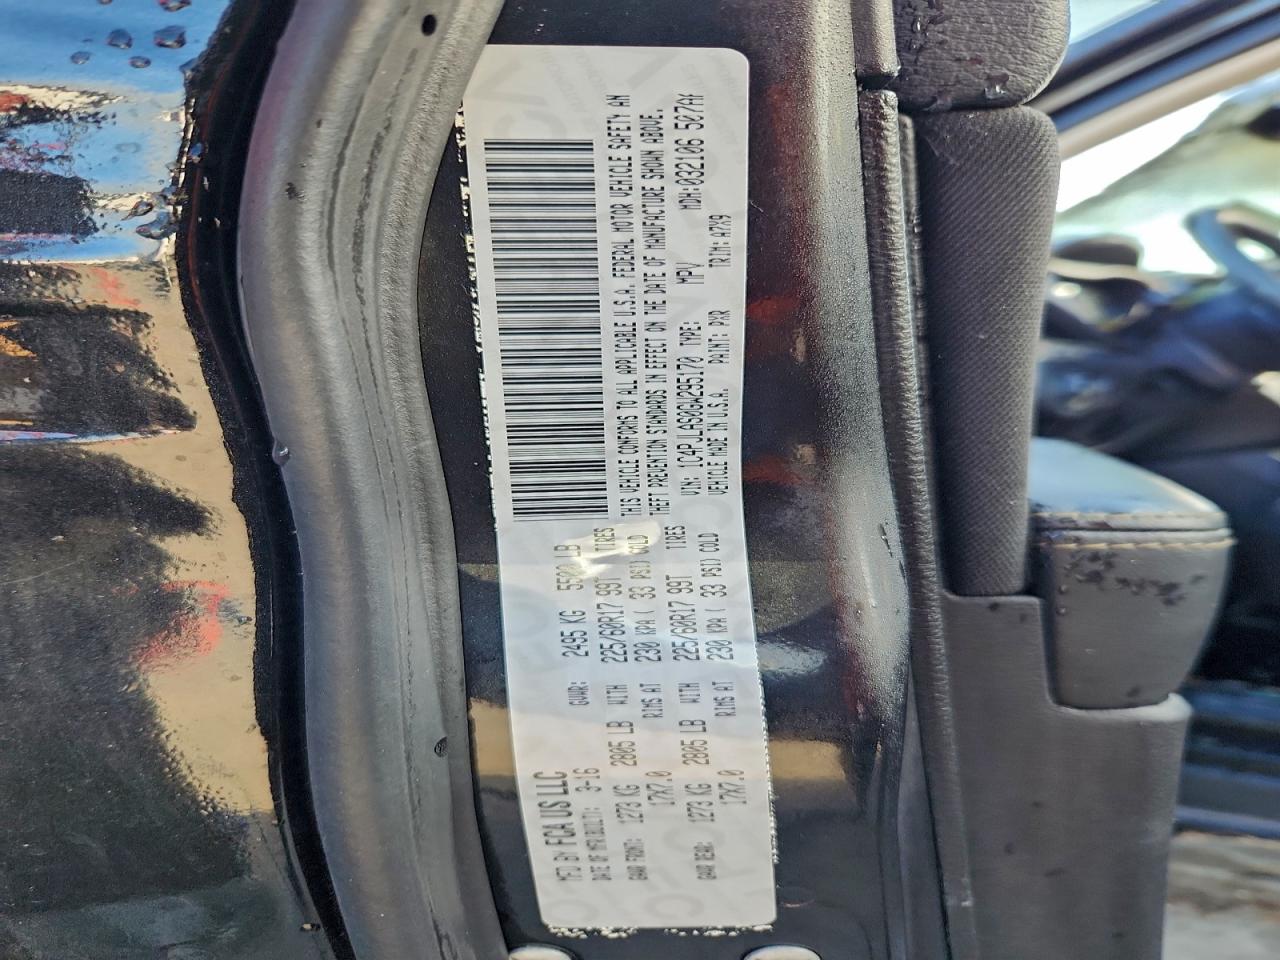 MFD BY FCA US LLC
DATE OF MFR/BUILT: 3-16 GVWR: 2495 KG 5500 LB
GAWR FRONT: 1273 KG 2805 LB WITH 225/60R17 99T TIRES
17X7.0 RIMS AT 230 KPA ( 33 PSI) COLD
GAWR REAR: 1273 KG 2805 LB WITH 225/60R17 99T TIRES
17X7.0 RIMS AT 230 KPA ( 33 PSI) COLD
THIS VEHICLE CONFORMS TO ALL APPLICABLE U.S.A. FEDERAL MOTOR VEHICLE SAFETY AN
THEFT PREVENTION STANDARDS IN EFFECT ON THE DATE OF MANUFACTURE SHOWN ABOVE.
VIN: 1C4PJLAS9GW295170 TYPE: MPV MDH:032106 507AF
VEHICLE MADE IN U.S.A. PAINT: PXR TRIM: A7X9